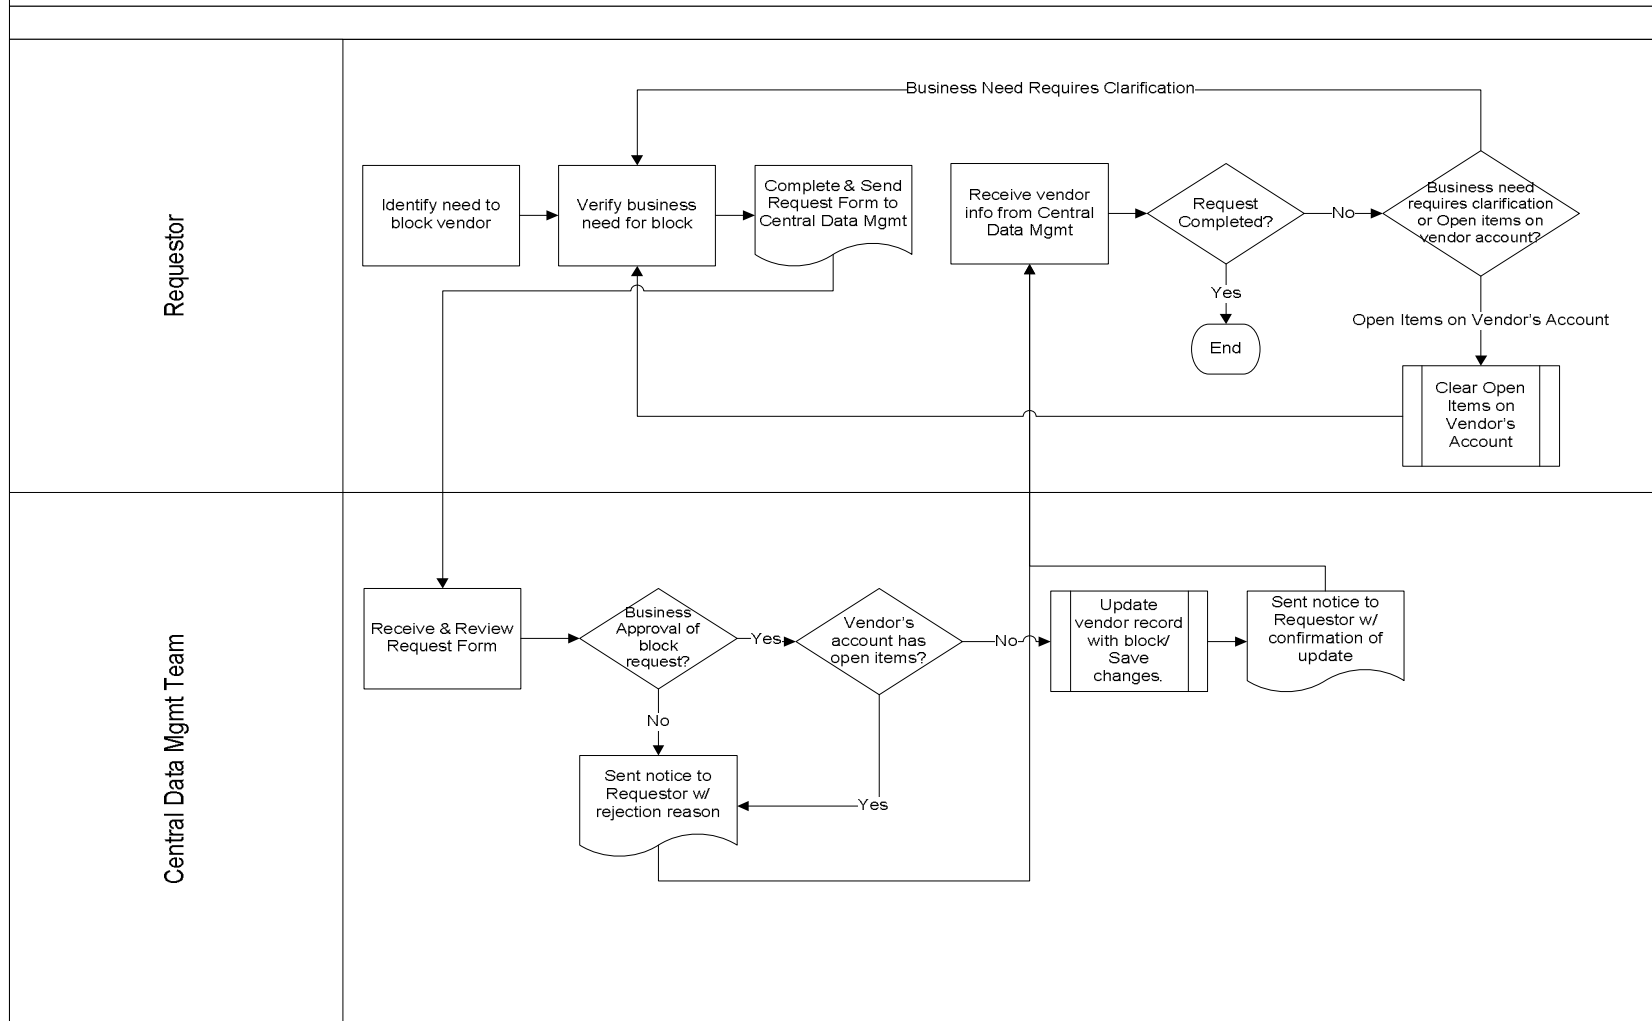 Business Need Requires Clarification
Requestor
Identify need to
block vendor
Verify business
need for block
Complete & Send
Request Form to
Central Data Mgmt
Receive vendor
info from Central
Data Mgmt
Request
Completed?
No
Business need
requires clarification
or Open items on
vendor account?
Yes
End
Open Items on Vendor's Account
Clear Open
Items on
Vendor's
Account
Central Data Mgmt Team
Receive & Review
Request Form
Business
Approval of
block
request?
Yes
Vendor's
account has
open items?
No
Update
vendor record
with block/
Save
changes.
Sent notice to
Requestor w/
confirmation of
update
No
Sent notice to
Requestor w/
rejection reason
Yes